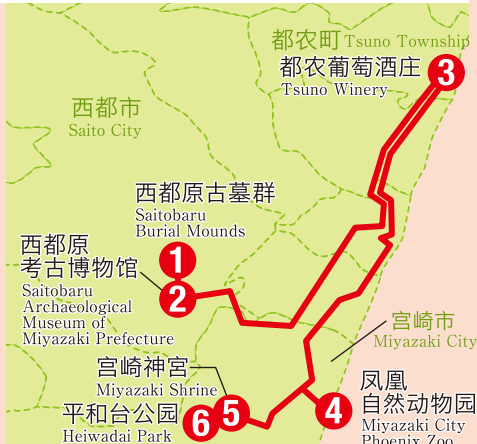 都农町 Tsuno Township
都农葡萄酒庄
Tsuno Winery
3
西都市
Saito City
西都原古墓群
Saitobaru
Burial Mounds
1
西都原
考古博物馆
Saitobaru
Archaeological
Museum of
Miyazaki Prefecture
2
宫崎市
Miyazaki City
宫崎神宮
Miyazaki Shrine
平和台公园
Heiwadai Park
6
5
4
凤凰
自然动物园
Miyazaki City
Phoenix Zoo